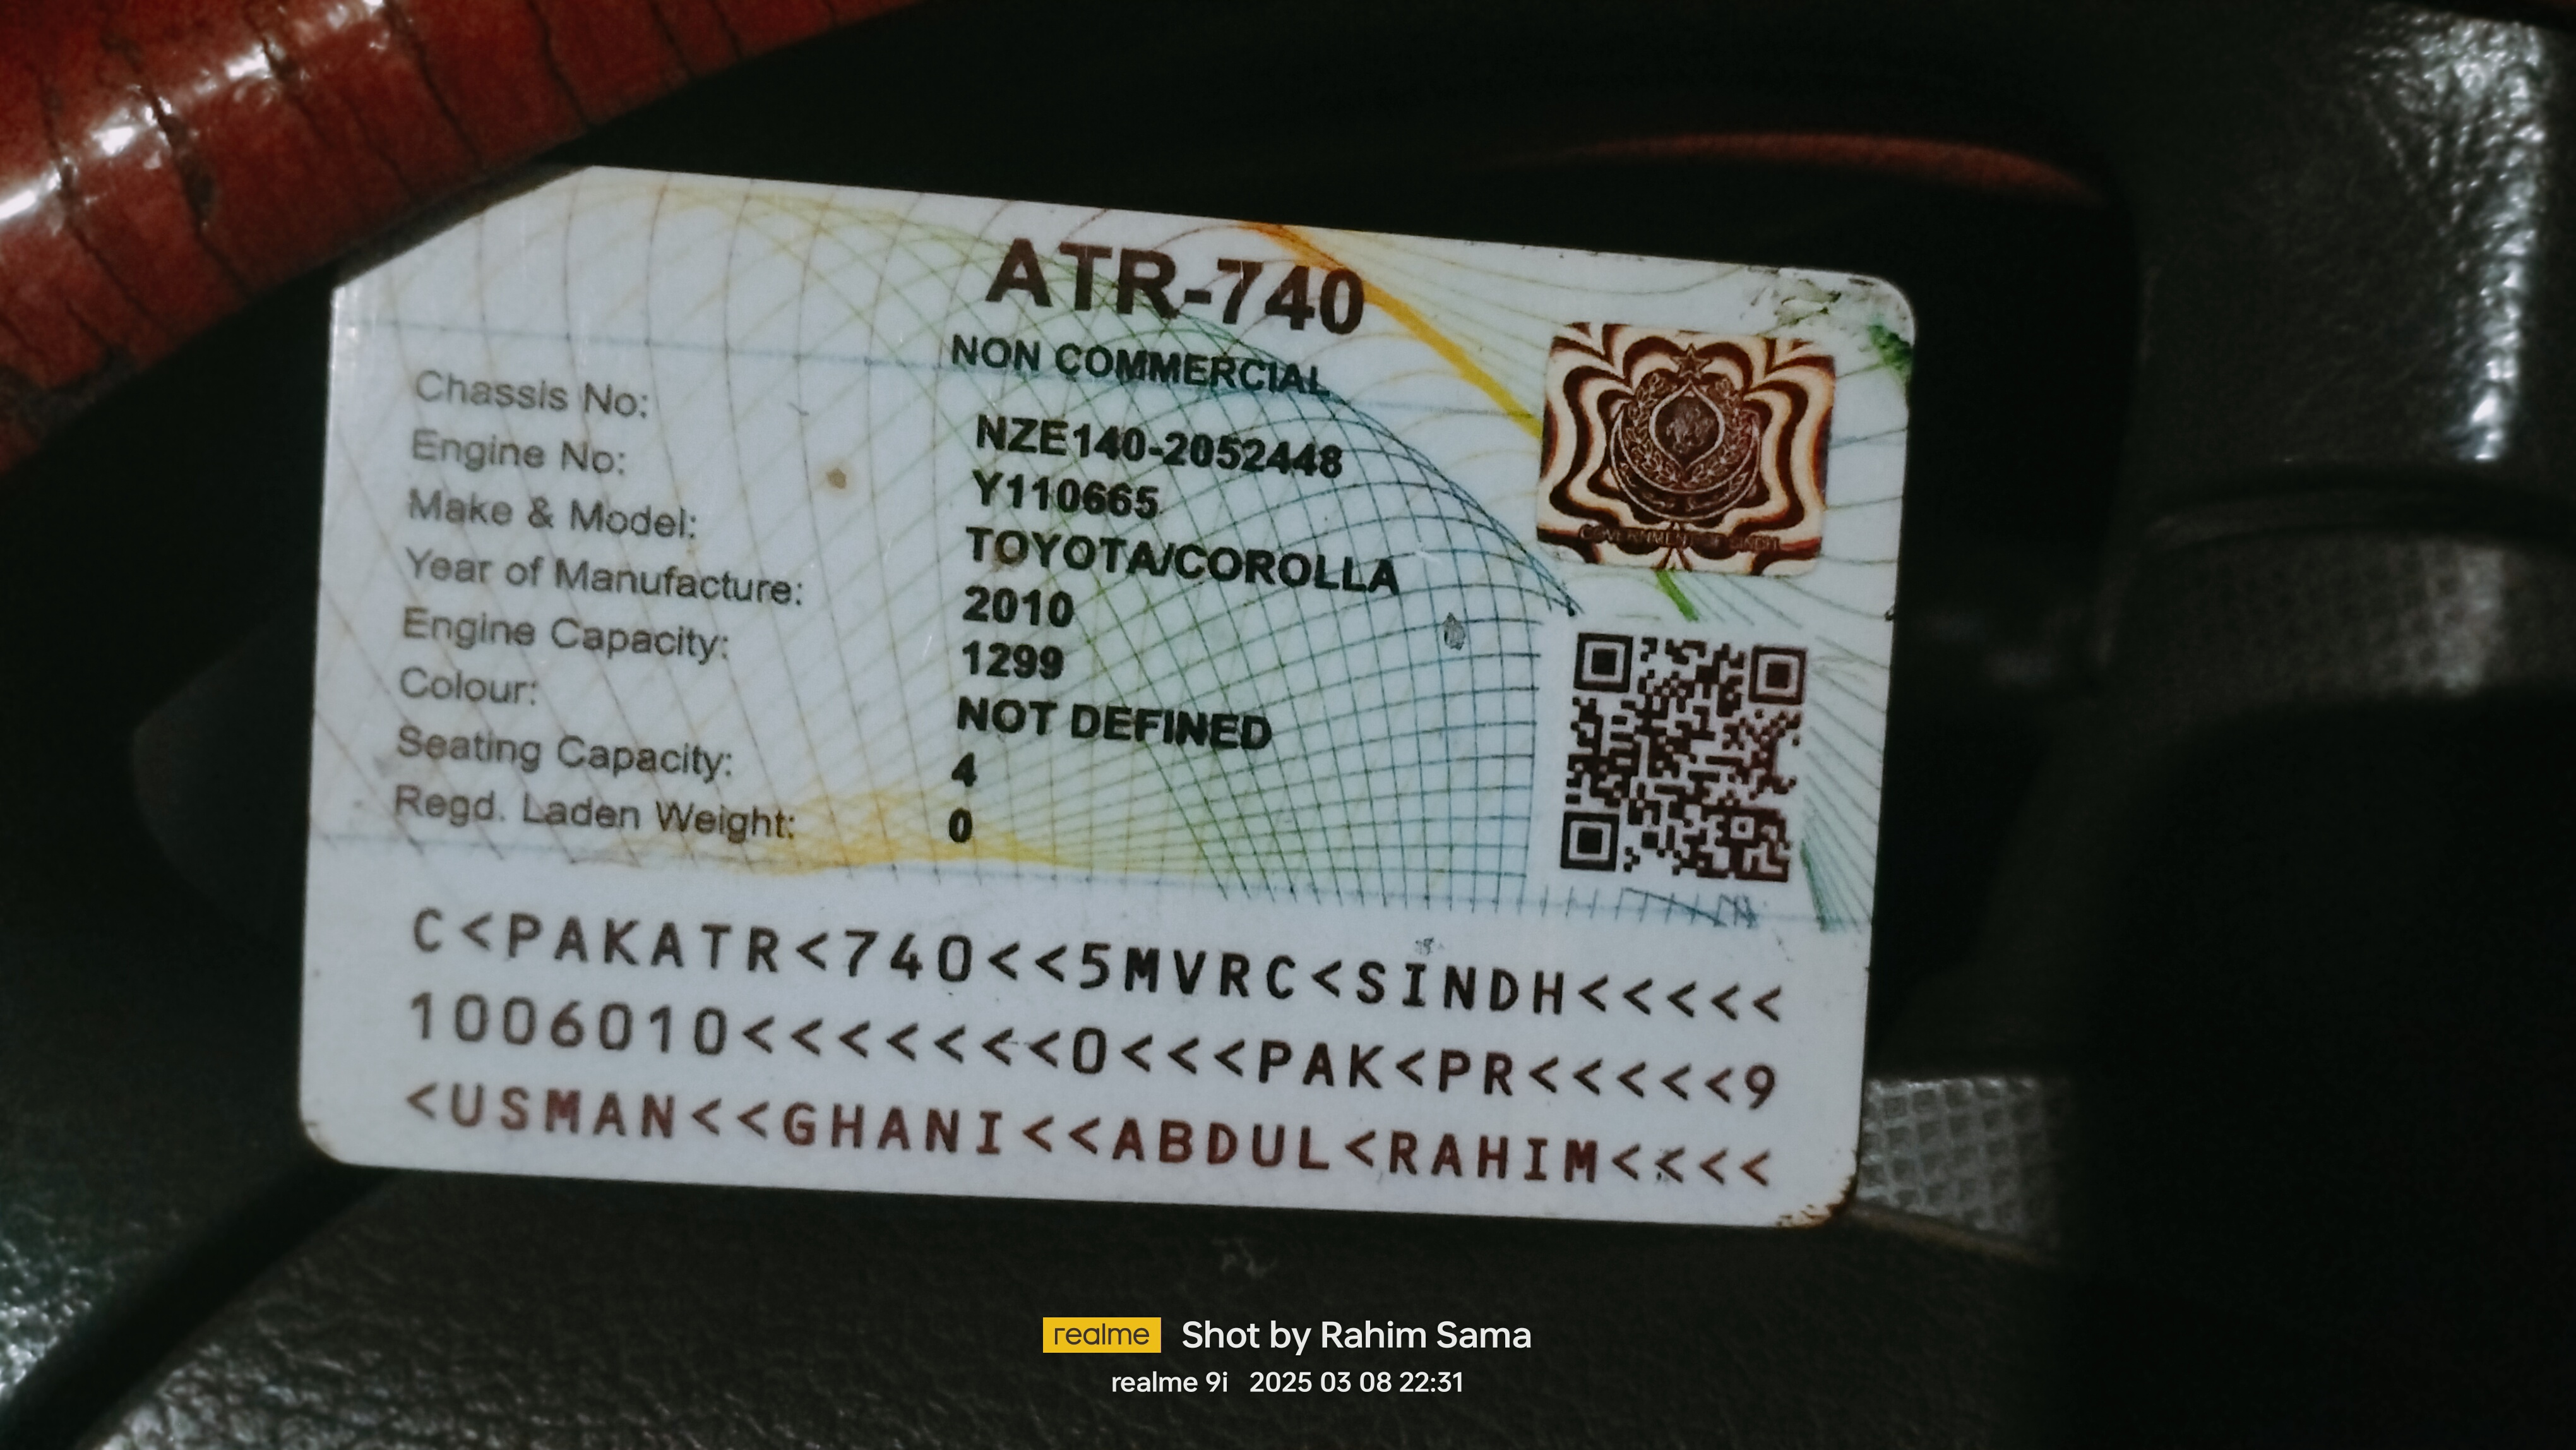 ATR-740
NON COMMERCIAL
Chassis No: NZE140-2052448
Engine No: Y110665
Make & Model: TOYOTA/COROLLA
Year of Manufacture: 2010
Engine Capacity: 1299
Colour: NOT DEFINED
Seating Capacity: 4
Regd. Laden Weight: 0
GOVERNMENT OF SINDH
C<PAKATR<740<<5MVRC<SINDH<<<<<
1006010<<<<<<<0<<<PAK<PR<<<<<9
<USMAN<<GHANI<<ABDUL<RAHIM<<<<
realme Shot by Rahim Sama
realme 9i 2025 03 08 22:31